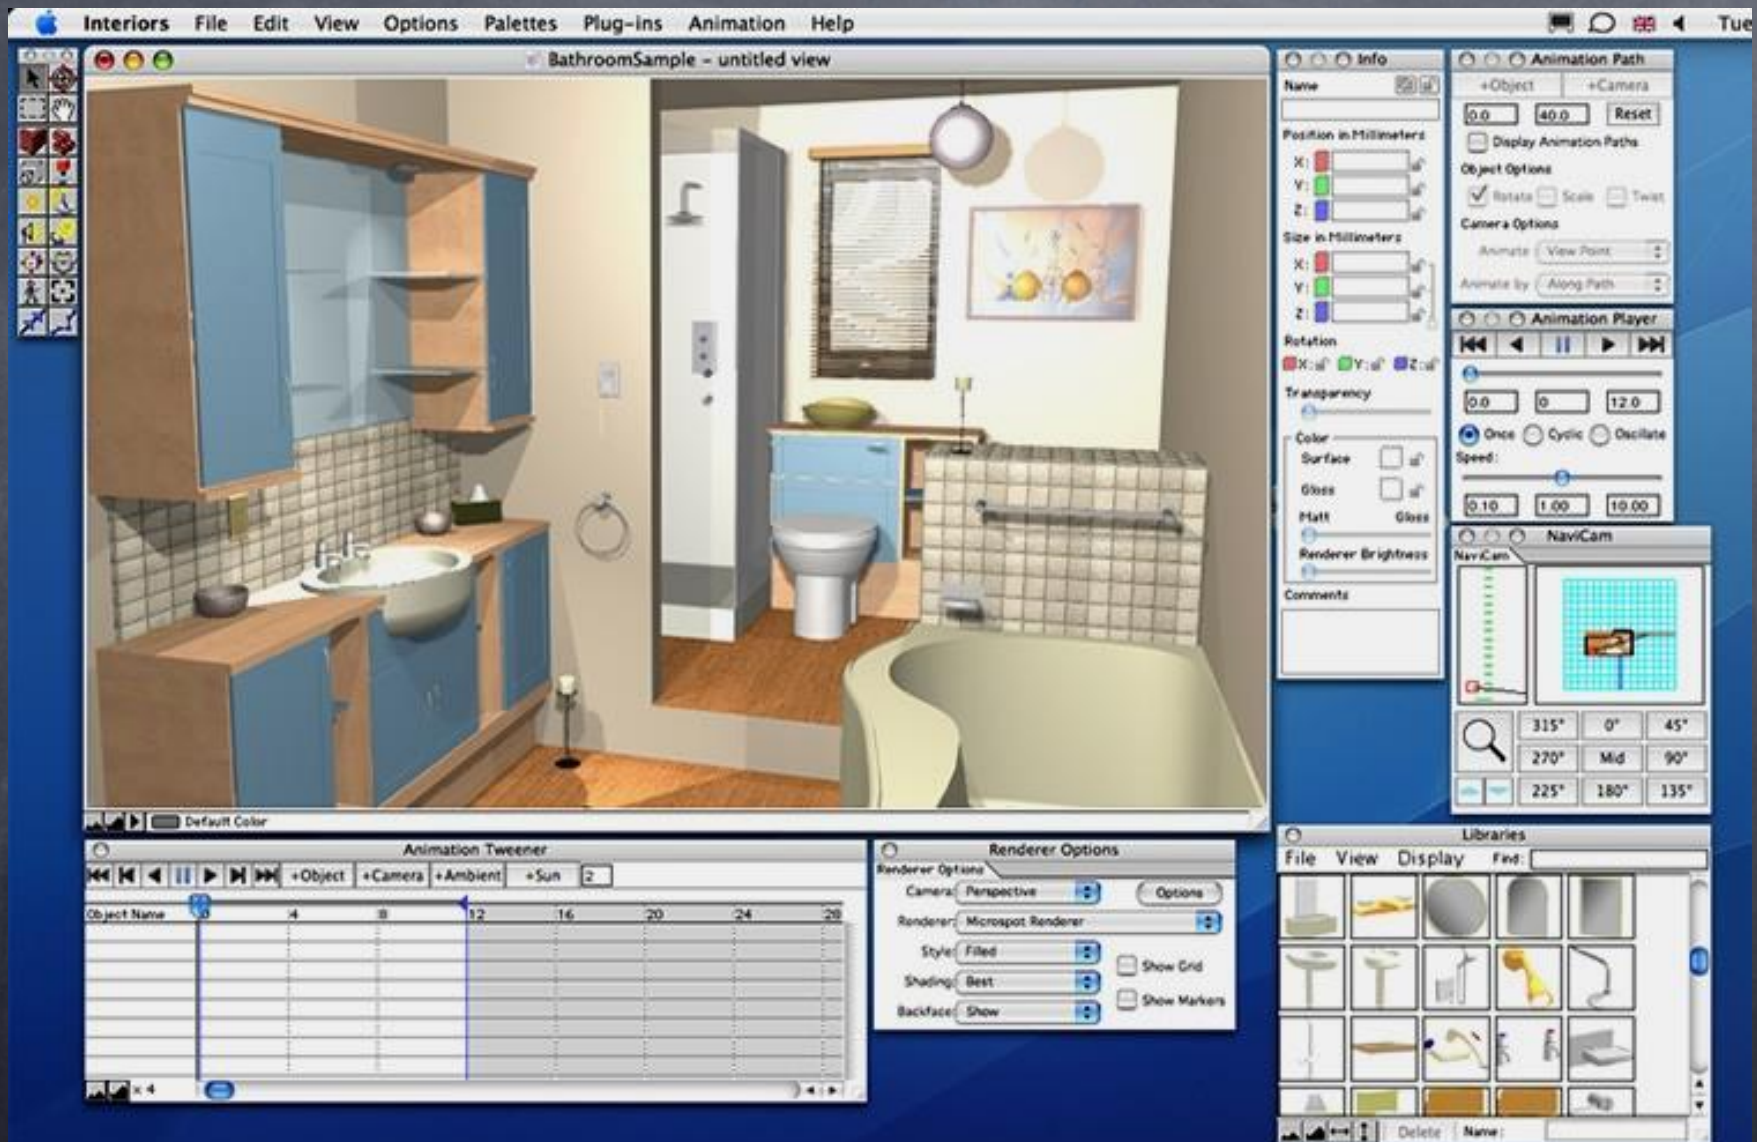 Interiors File Edit View Options Palettes Plug-ins Animation Help Tue
BathroomSample - untitled view
Default Color
Info
Name
Position in Millimeters
X:
Y:
Z:
Size in Millimeters
X:
Y:
Z:
Rotation
X: Y: Z:
Transparency
Color
Surface
Gloss
Matt Gloss
Renderer Brightness
Comments
Animation Path
+Object +Camera
0.0 40.0 Reset
Display Animation Paths
Object Options
Rotate Scale Twist
Camera Options
Animate View Point
Animate by Along Path
Animation Player
0.0 0 12.0
Once Cyclic Oscillate
Speed:
0.10 1.00 10.00
NaviCam
NaviCam
315° 0° 45°
270° Mid 90°
225° 180° 135°
Animation Tweener
+Object +Camera +Ambient +Sun 2
Object Name 0 4 8 12 16 20 24 28
x 4
Renderer Options
Renderer Options
Camera: Perspective Options
Renderer: Microspot Renderer
Style: Filled
Show Grid
Shading: Best
Show Markers
Backface: Show
Libraries
File View Display Find:
Delete Name: